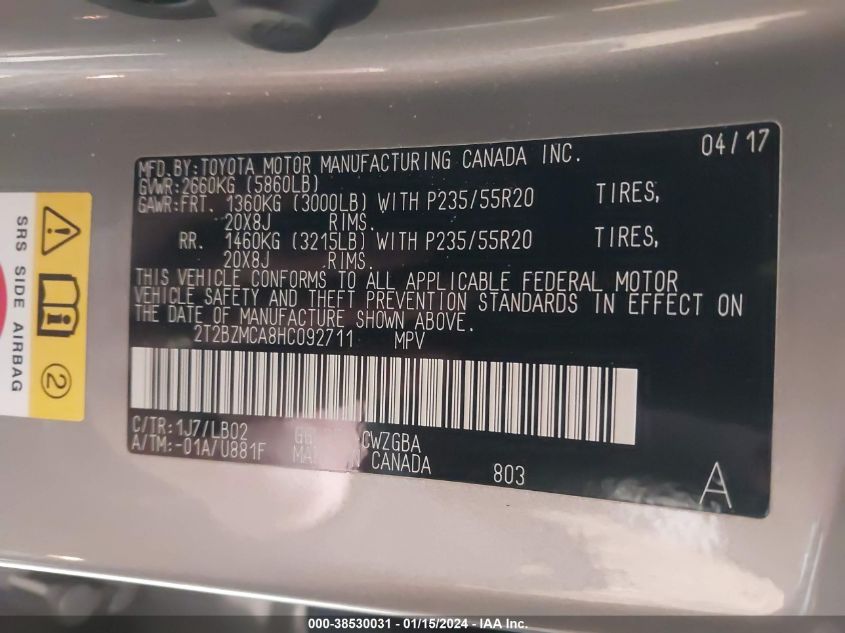 MFD.BY:TOYOTA MOTOR MANUFACTURING CANADA INC. 04/17
GVWR:2660KG (5860LB)
GAWR:FRT. 1360KG (3000LB) WITH P235/55R20 TIRES,
20X8J RIMS.
RR. 1460KG (3215LB) WITH P235/55R20 TIRES,
20X8J RIMS.
THIS VEHICLE CONFORMS TO ALL APPLICABLE FEDERAL MOTOR
VEHICLE SAFETY AND THEFT PREVENTION STANDARDS IN EFFECT ON
THE DATE OF MANUFACTURE SHOWN ABOVE.
2T2BZMCA8HC092711 MPV
C/TR:1J7/LB02 CWZGBA
A/TM:-01A/U881F MADE IN CANADA 803 A
SRS SIDE AIRBAG
2
000-38530031 - 01/15/2024 - IAA Inc.